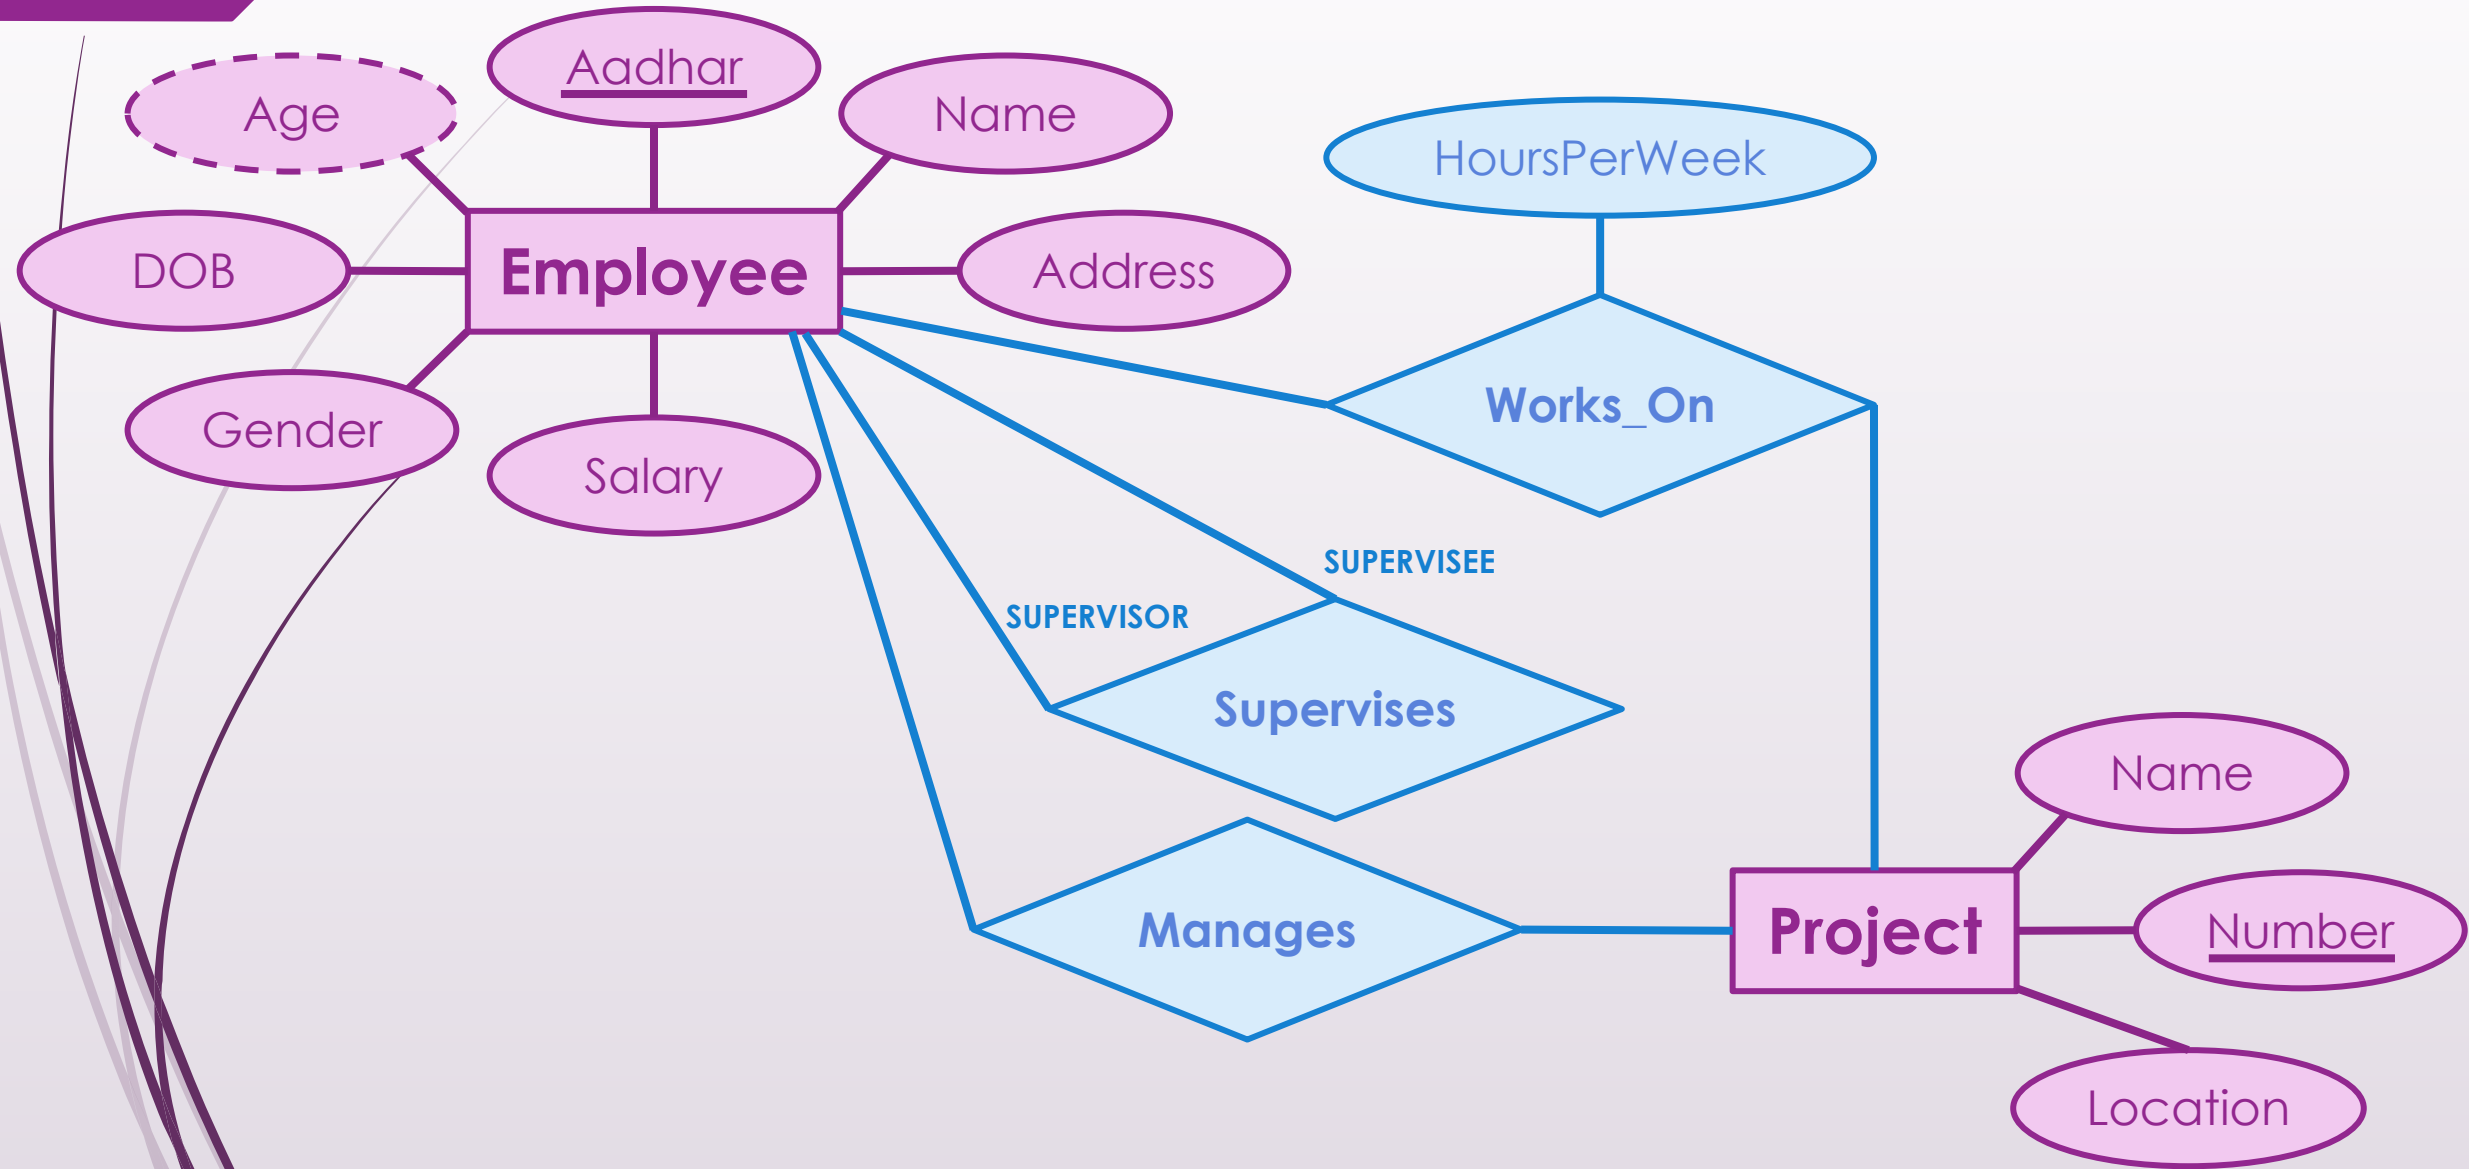 Aadhar
Age
Name
HoursPerWeek
DOB
Employee
Address
Works_On
Gender
Salary
SUPERVISEE
SUPERVISOR
Supervises
Name
Manages
Project
Number
Location